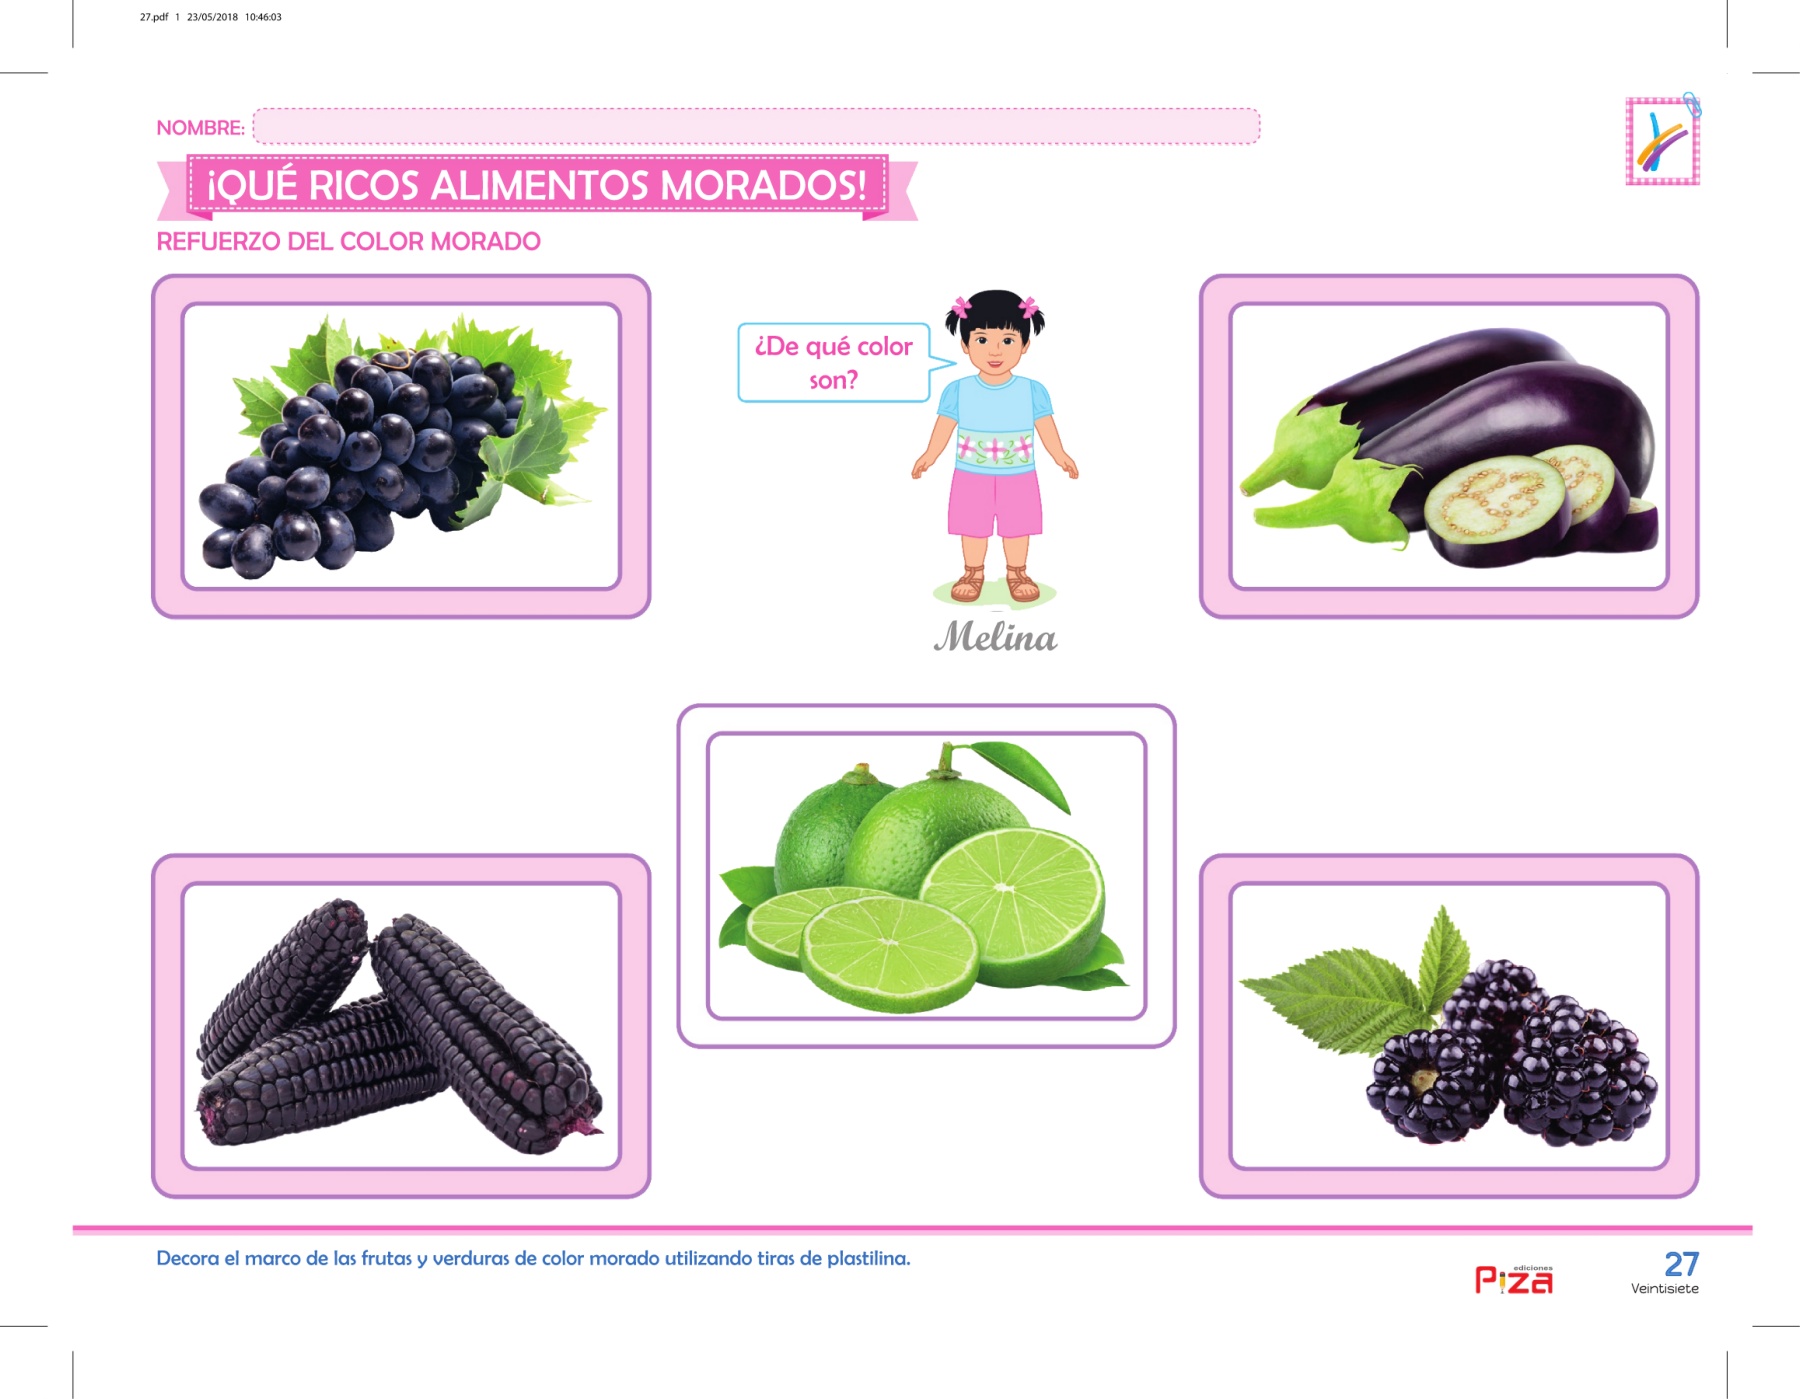 27.pdf 1 23/05/2018 10:46:03
NOMBRE:
¡QUÉ RICOS ALIMENTOS MORADOS!
REFUERZO DEL COLOR MORADO
¿De qué color
son?
Melina
Decora el marco de las frutas y verduras de color morado utilizando tiras de plastilina.
ediciones
Piza
27
Veintisiete